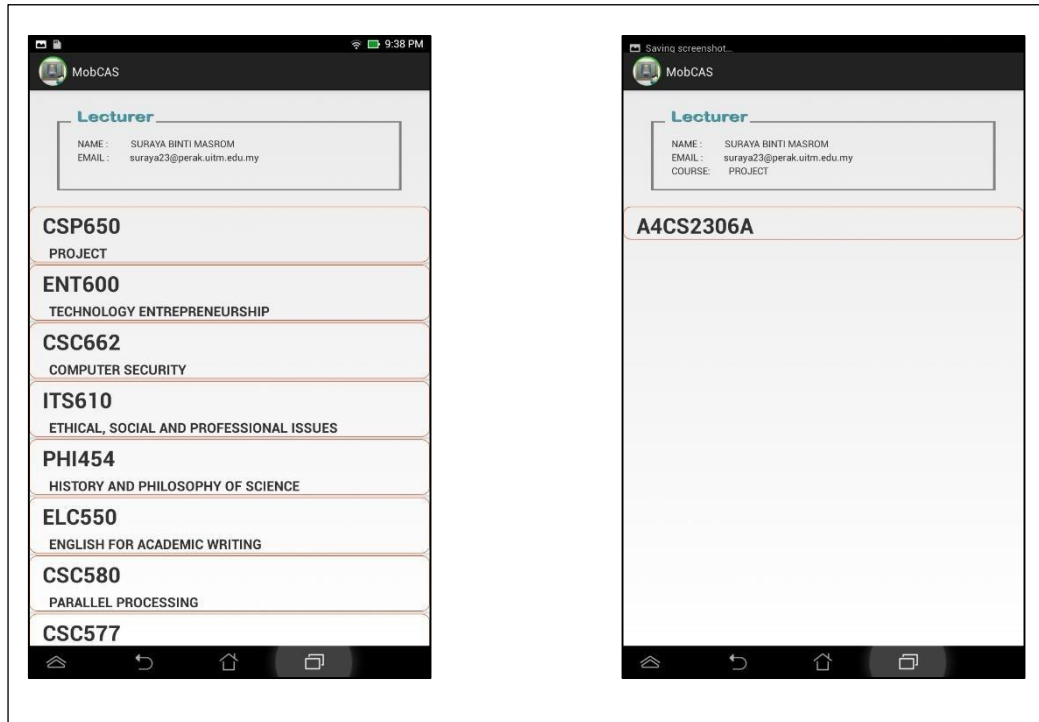 9:38 PM
MobCAS
Lecturer
NAME : SURAYA BINTI MASROM
EMAIL : suraya23@perak.uitm.edu.my
CSP650
PROJECT
ENT600
TECHNOLOGY ENTREPRENEURSHIP
CSC662
COMPUTER SECURITY
ITS610
ETHICAL, SOCIAL AND PROFESSIONAL ISSUES
PHI454
HISTORY AND PHILOSOPHY OF SCIENCE
ELC550
ENGLISH FOR ACADEMIC WRITING
CSC580
PARALLEL PROCESSING
CSC577
Saving screenshot...
MobCAS
Lecturer
NAME : SURAYA BINTI MASROM
EMAIL : suraya23@perak.uitm.edu.my
COURSE: PROJECT
A4CS2306A